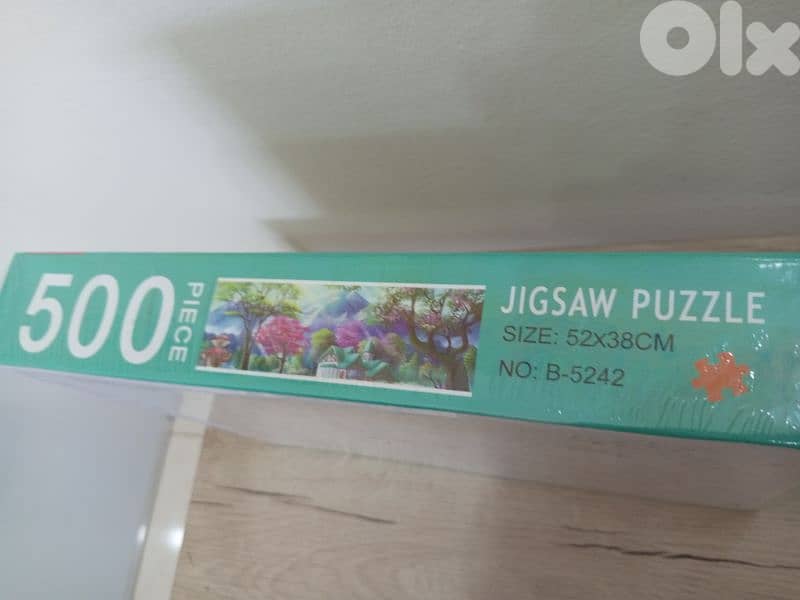 olx
500
PIECE
JIGSAW PUZZLE
SIZE: 52x38CM
NO: B-5242